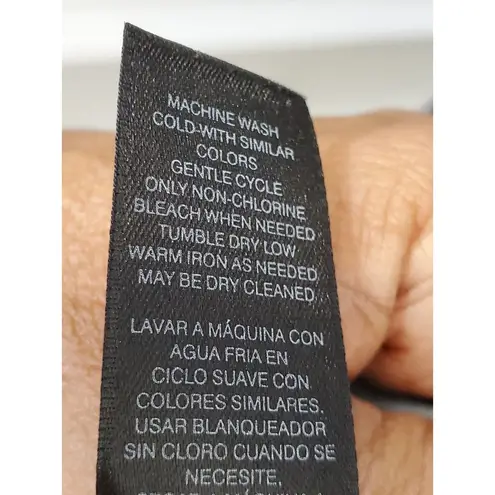 MACHINE WASH
COLD WITH SIMILAR
COLORS
GENTLE CYCLE
ONLY NON-CHLORINE
BLEACH WHEN NEEDED
TUMBLE DRY LOW
WARM IRON AS NEEDED
MAY BE DRY CLEANED
LAVAR A MÁQUINA CON
AGUA FRIA EN
CICLO SUAVE CON
COLORES SIMILARES.
USAR BLANQUEADOR
SIN CLORO CUANDO SE
NECESITE,